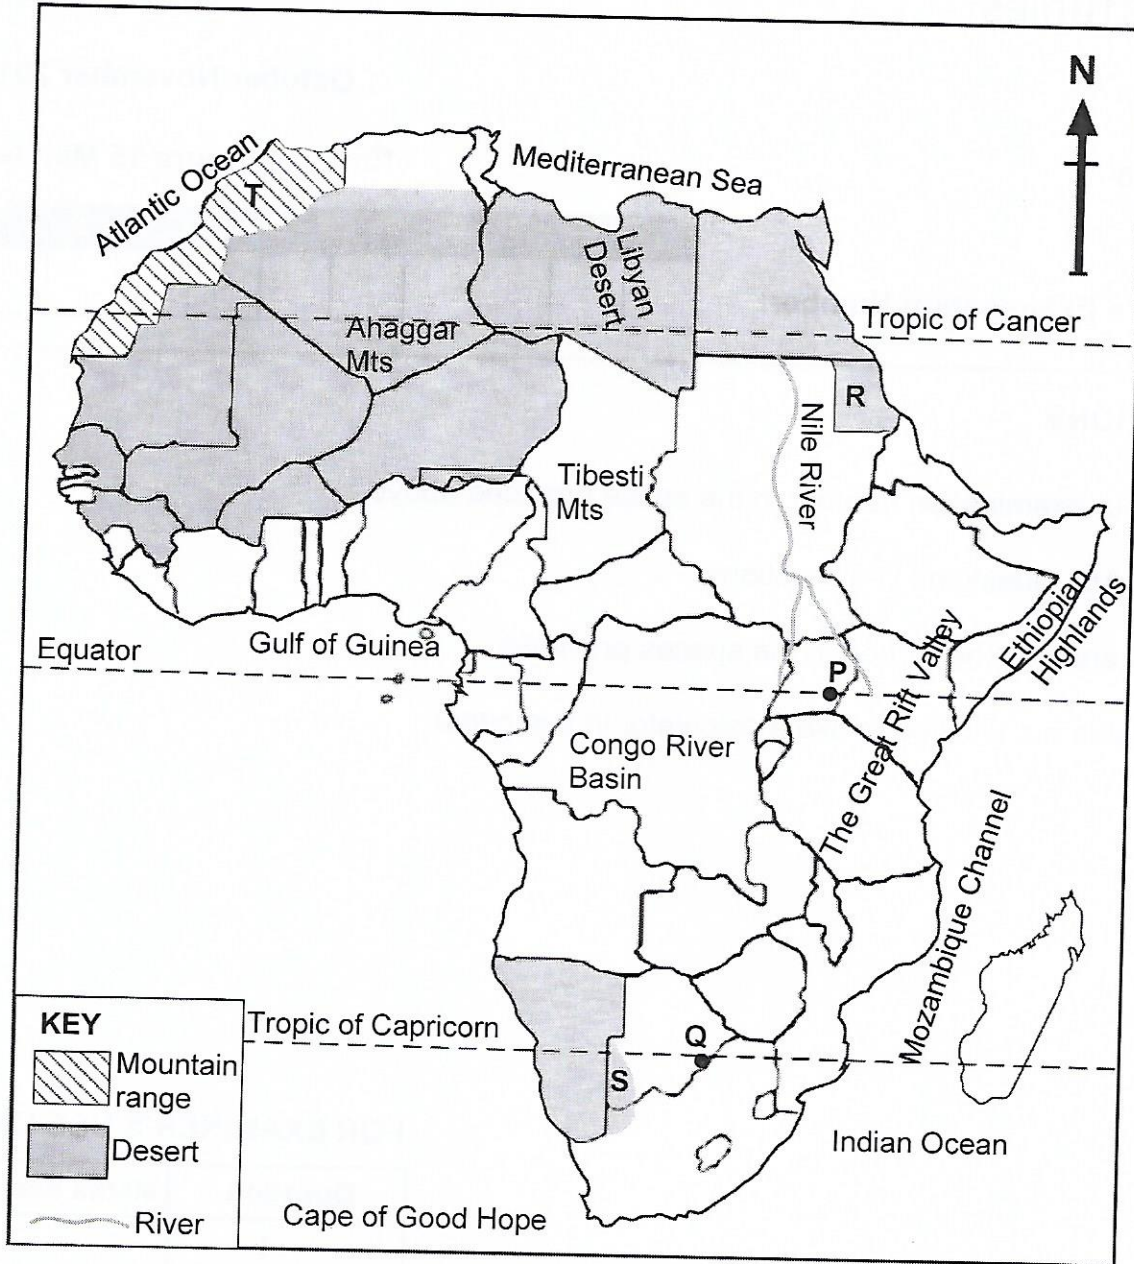 N
Mediterranean Sea
Atlantic Ocean
T
Libyan
Desert
Tropic of Cancer
Ahaggar
Mts
R
Nile River
Tibesti
Mts
Ethiopian
Highlands
Gulf of Guinea
Equator
P
The Great Rift Valley
Congo River
Basin
Mozambique Channel
KEY
Mountain
range
Desert
River
Tropic of Capricorn
Q
S
Indian Ocean
Cape of Good Hope